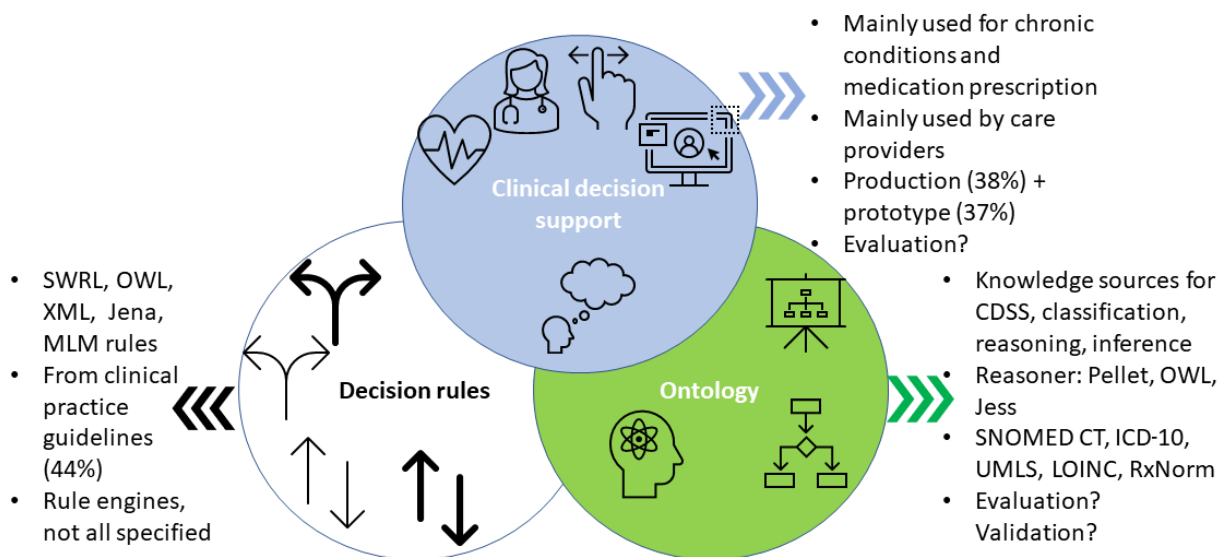 • Mainly used for chronic
conditions and
medication prescription
• Mainly used by care
providers
• Production (38%) +
prototype (37%)
• Evaluation?
Clinical decision
support
• SWRL, OWL,
XML, Jena,
MLM rules
• From clinical
practice
guidelines
(44%)
• Rule engines,
not all specified
Decision rules
Ontology
• Knowledge sources for
CDSS, classification,
reasoning, inference
• Reasoner: Pellet, OWL,
Jess
• SNOMED CT, ICD-10,
UMLS, LOINC, RxNorm
• Evaluation?
Validation?